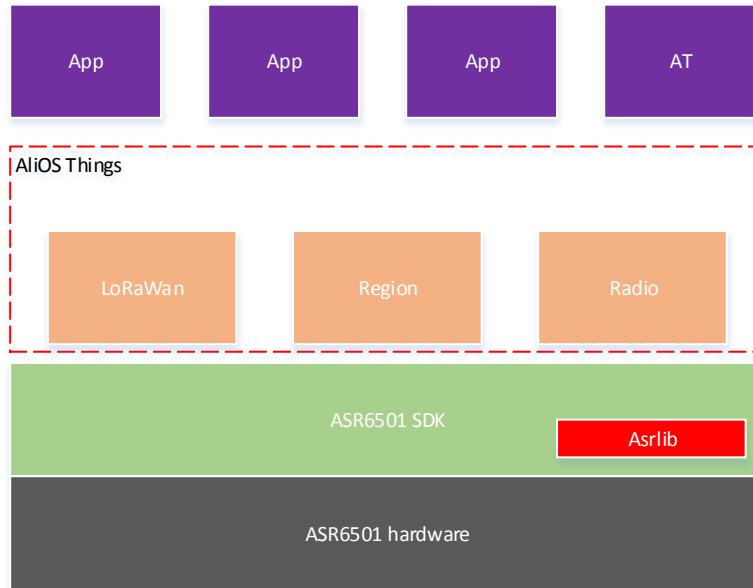 App
App
App
AT
AliOS Things
LoRaWan
Region
Radio
ASR6501 SDK
Asrlib
ASR6501 hardware